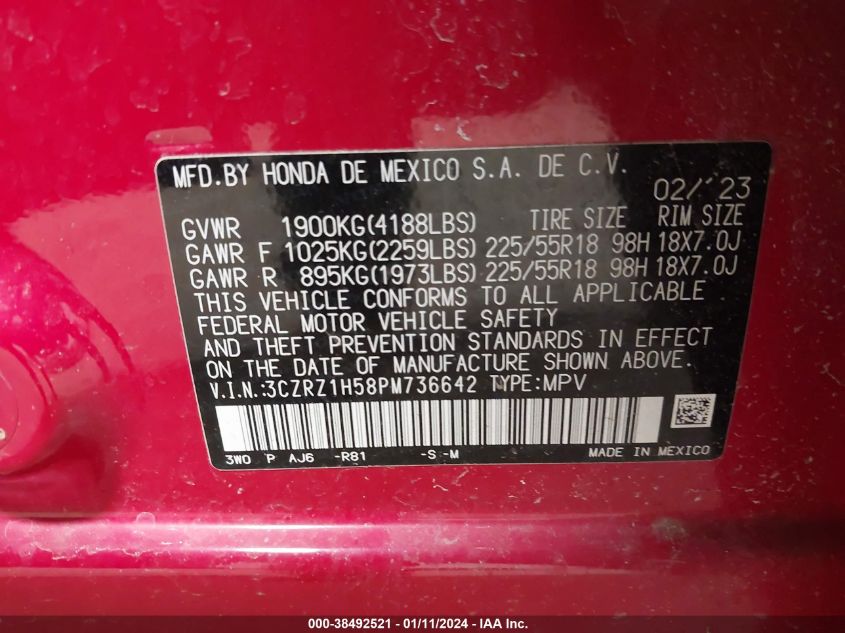 MFD.BY HONDA DE MEXICO S.A. DE C.V.
02/'23
GVWR 1900KG(4188LBS) TIRE SIZE RIM SIZE
GAWR F 1025KG(2259LBS) 225/55R18 98H 18X7.0J
GAWR R 895KG(1973LBS) 225/55R18 98H 18X7.0J
THIS VEHICLE CONFORMS TO ALL APPLICABLE
FEDERAL MOTOR VEHICLE SAFETY
AND THEFT PREVENTION STANDARDS IN EFFECT
ON THE DATE OF MANUFACTURE SHOWN ABOVE.
V.I.N.:3CZRZ1H58PM736642 TYPE:MPV
3WO P AJ6 -R81 -S-M MADE IN MEXICO
000-38492521 - 01/11/2024 - IAA Inc.